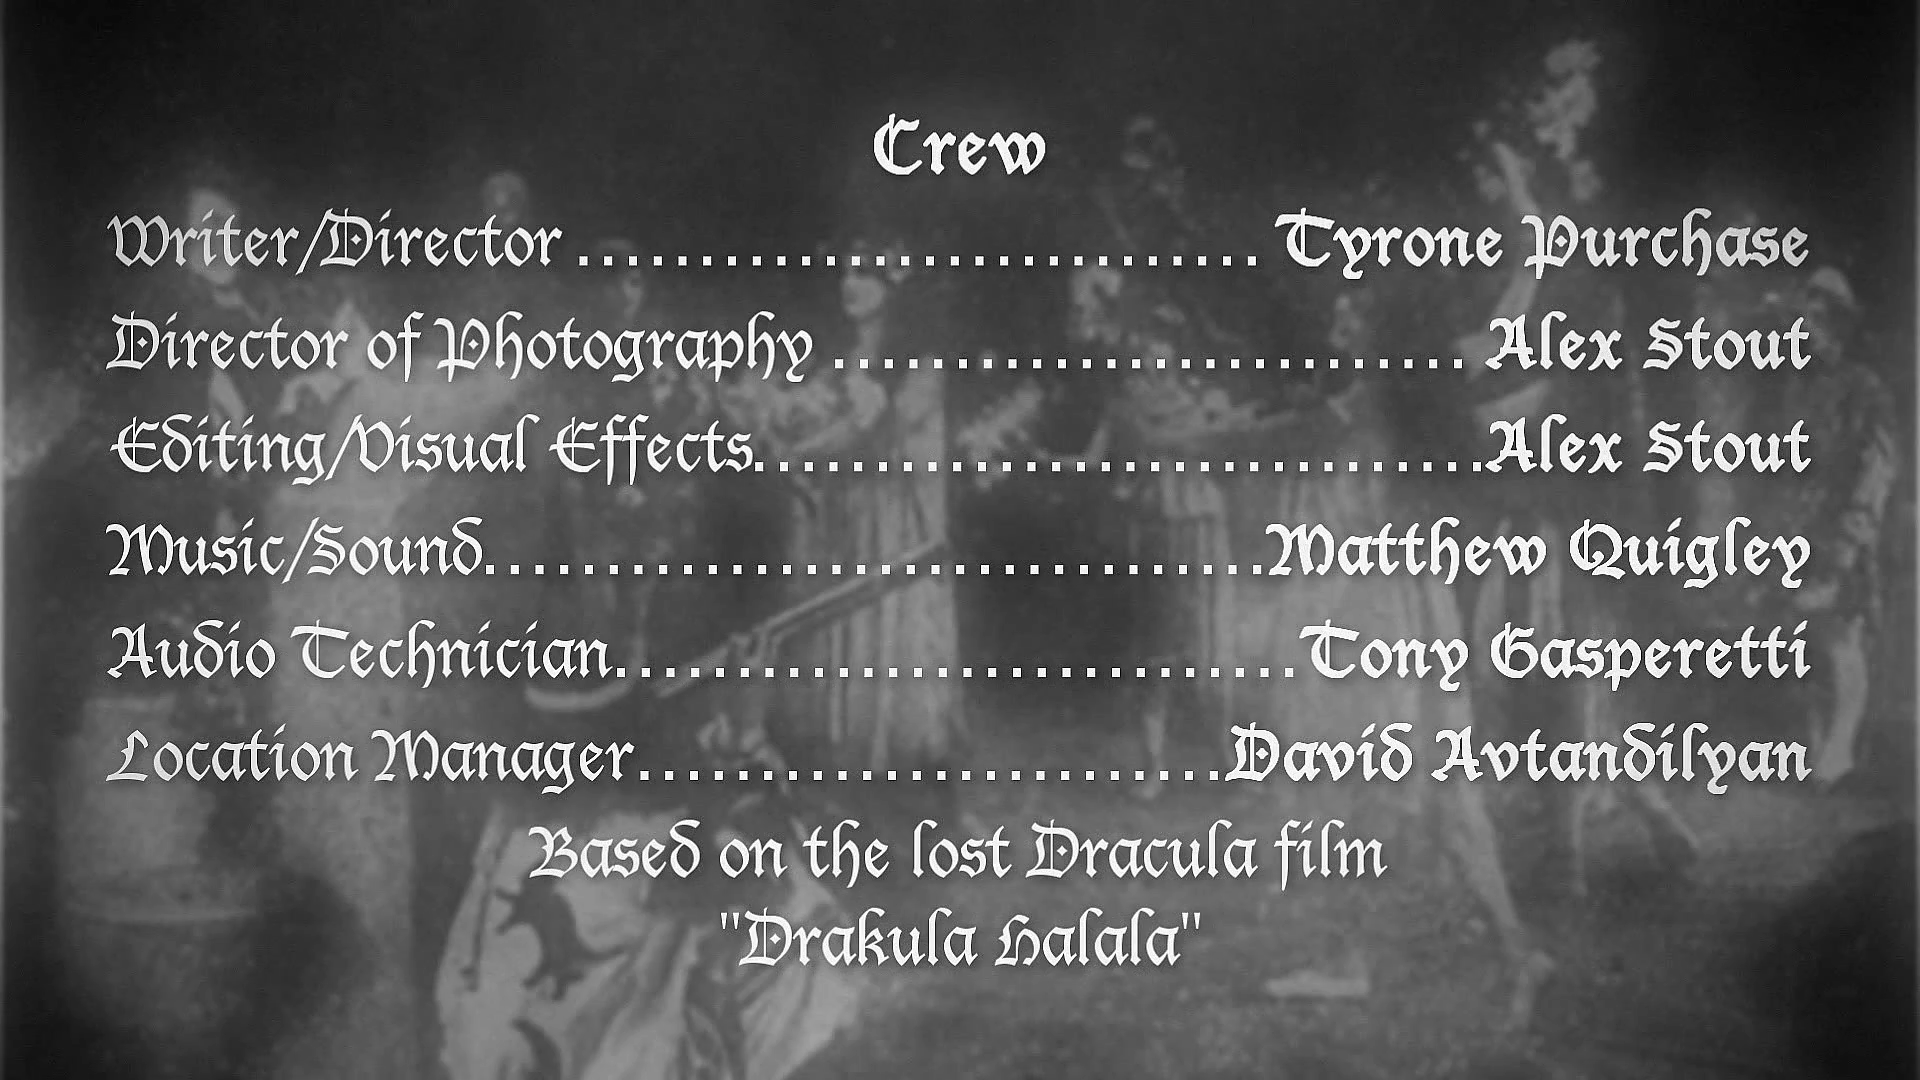 Crew
Writer/Director ............................ Tyrone Purchase
Director of Photography .......................... Alex Stout
Editing/Visual Effects..............................Alex Stout
Music/Sound................................Matthew Quigley
Audio Technician............................Tony Gasperetti
Location Manager........................David Avtandilyan
Based on the lost Dracula film
"Drakula Halala"